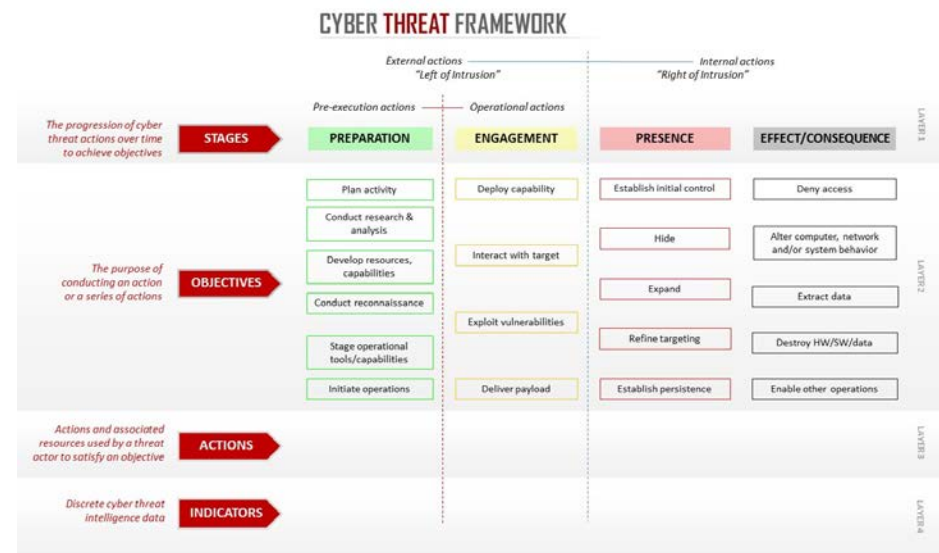 CYBER THREAT FRAMEWORK
External actions
"Left of Intrusion"
Internal actions
"Right of Intrusion"
Pre-execution actions
Operational actions
The progression of cyber
threat actions over time
to achieve objectives
STAGES
PREPARATION
ENGAGEMENT
PRESENCE
EFFECT/CONSEQUENCE
LAYER 1
The purpose of
conducting an action
or a series of actions
OBJECTIVES
Plan activity
Conduct research &
analysis
Develop resources,
capabilities
Conduct reconnaissance
Stage operational
tools/capabilities
Initiate operations
Deploy capability
Interact with target
Exploit vulnerabilities
Deliver payload
Establish initial control
Hide
Expand
Refine targeting
Establish persistence
Deny access
Alter computer, network
and/or system behavior
Extract data
Destroy HW/SW/data
Enable other operations
LAYER 2
Actions and associated
resources used by a threat
actor to satisfy an objective
ACTIONS
LAYER 3
Discrete cyber threat
intelligence data
INDICATORS
LAYER 4